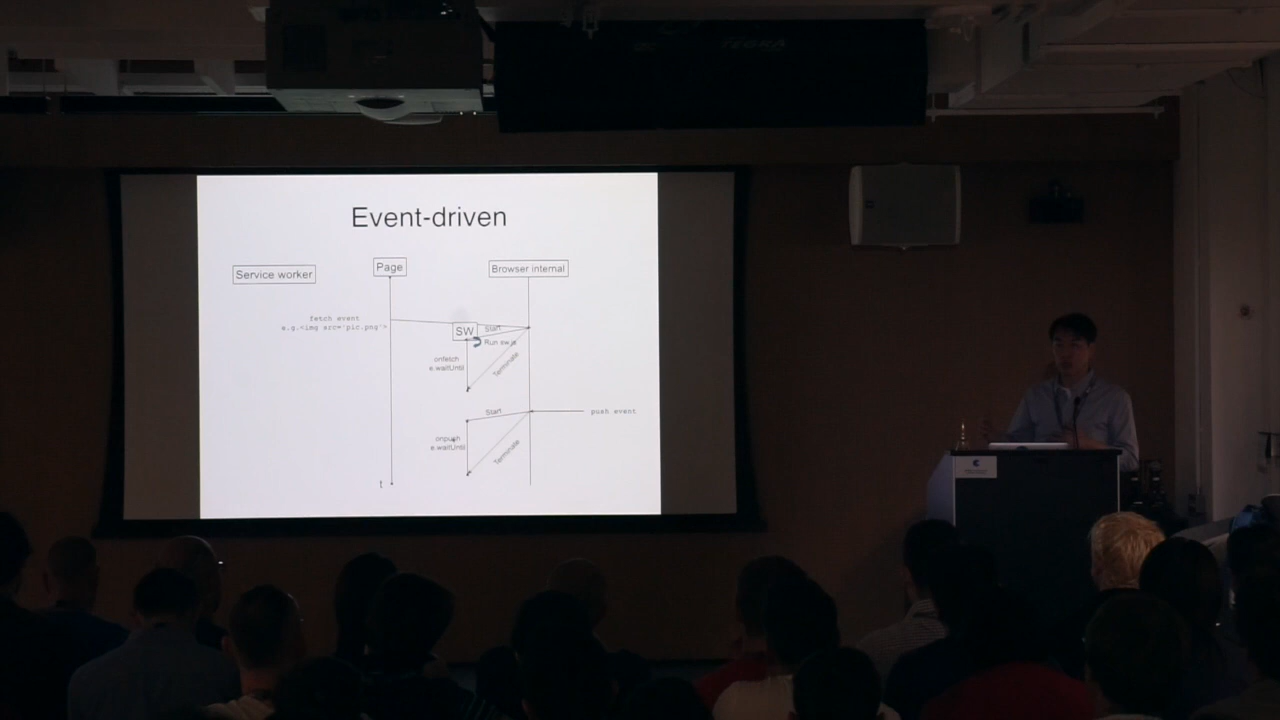 TEGRA
Event-driven
Service worker
Page
Browser internal
fetch event
e.g.<img src='pic.png'>
SW
Start
Run sw.js
onfetch
e.waitUntil
Terminate
Start
push event
onpush
e.waitUntil
Terminate
t